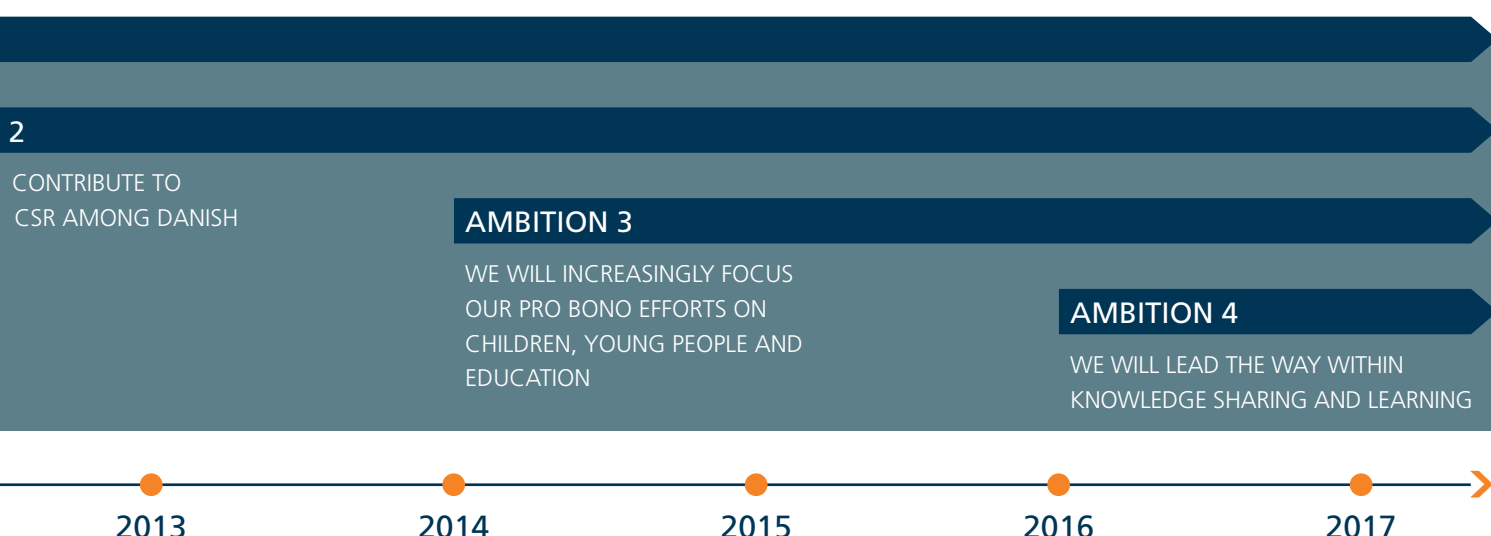 2
CONTRIBUTE TO
CSR AMONG DANISH
AMBITION 3
WE WILL INCREASINGLY FOCUS
OUR PRO BONO EFFORTS ON
CHILDREN, YOUNG PEOPLE AND
EDUCATION
AMBITION 4
WE WILL LEAD THE WAY WITHIN
KNOWLEDGE SHARING AND LEARNING
2013 2014 2015 2016 2017